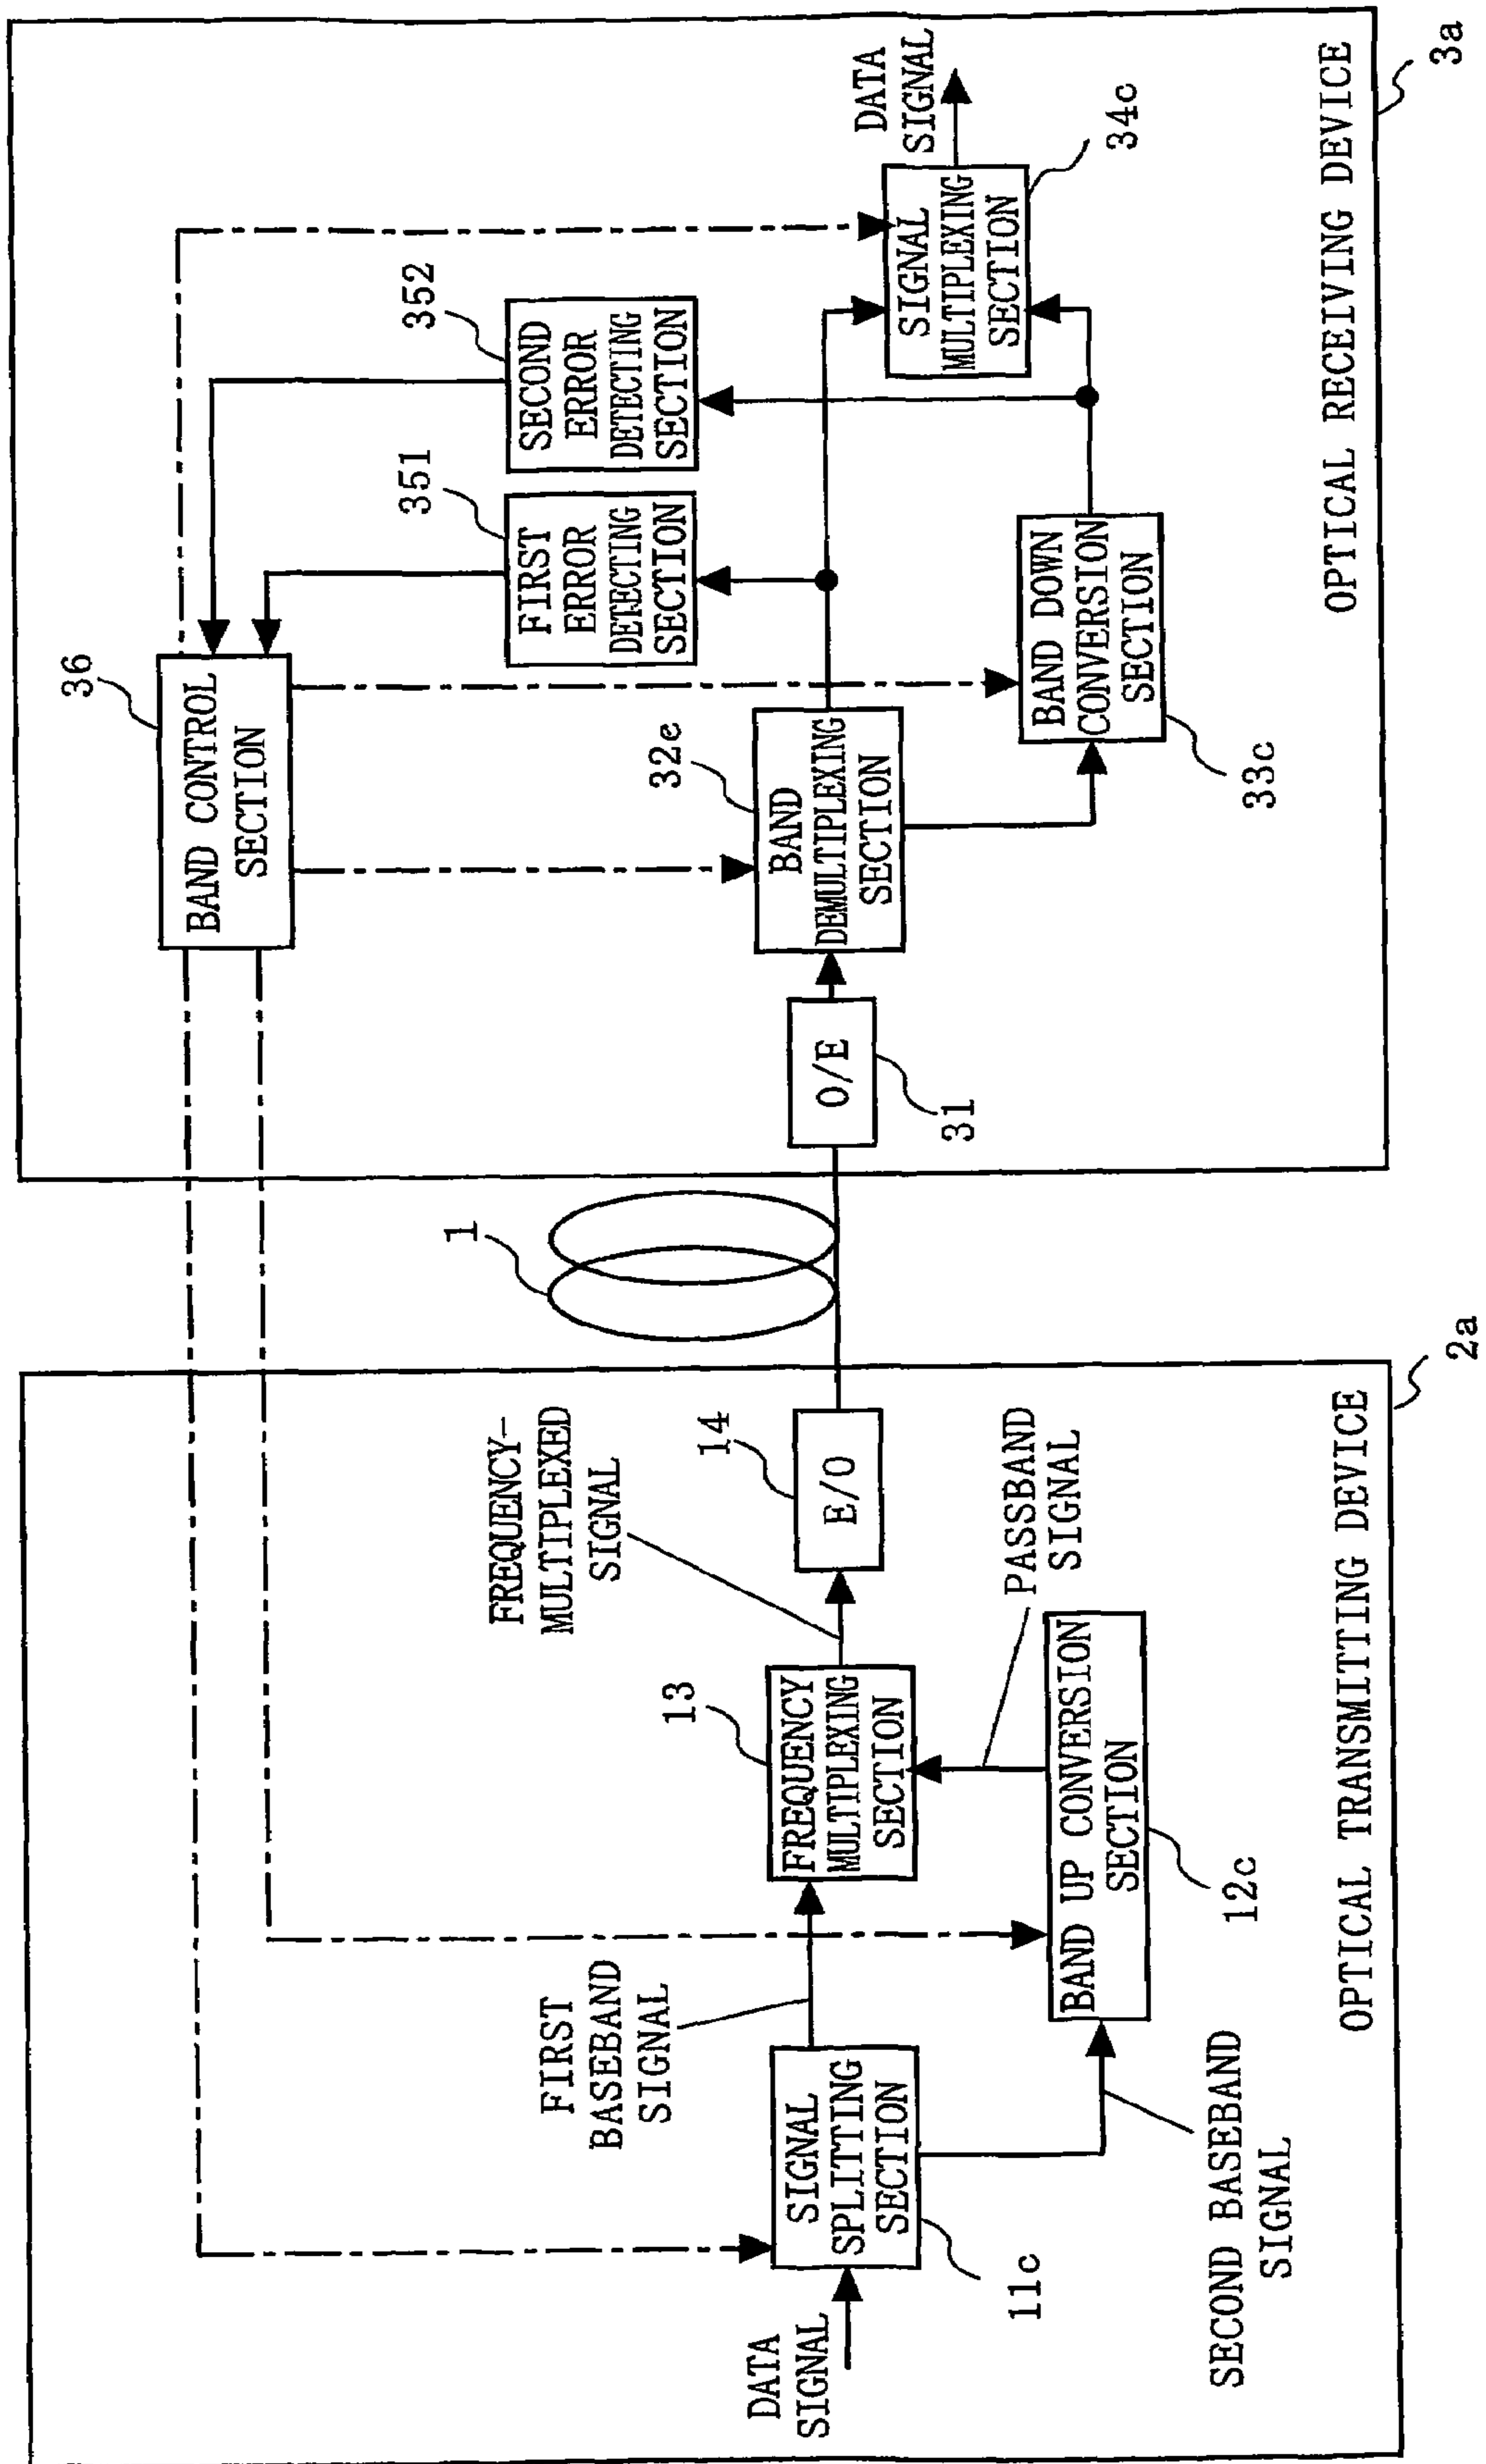 DATA
SIGNAL
SIGNAL
SPLITTING
SECTION
11c
FIRST
BASEBAND
SIGNAL
SECOND BASEBAND
SIGNAL
BAND UP CONVERSION
SECTION
12c
PASSBAND
SIGNAL
FREQUENCY
MULTIPLEXING
SECTION
13
FREQUENCY-
MULTIPLEXED
SIGNAL
E/O
14
OPTICAL TRANSMITTING DEVICE
2a
1
O/E
31
BAND
DEMULTIPLEXING
SECTION
32e
BAND CONTROL
SECTION
36
FIRST
ERROR
DETECTING
SECTION
351
SECOND
ERROR
DETECTING
SECTION
352
BAND DOWN
CONVERSION
SECTION
33c
SIGNAL
MULTIPLEXING
SECTION
34c
DATA
SIGNAL
OPTICAL RECEIVING DEVICE
3a